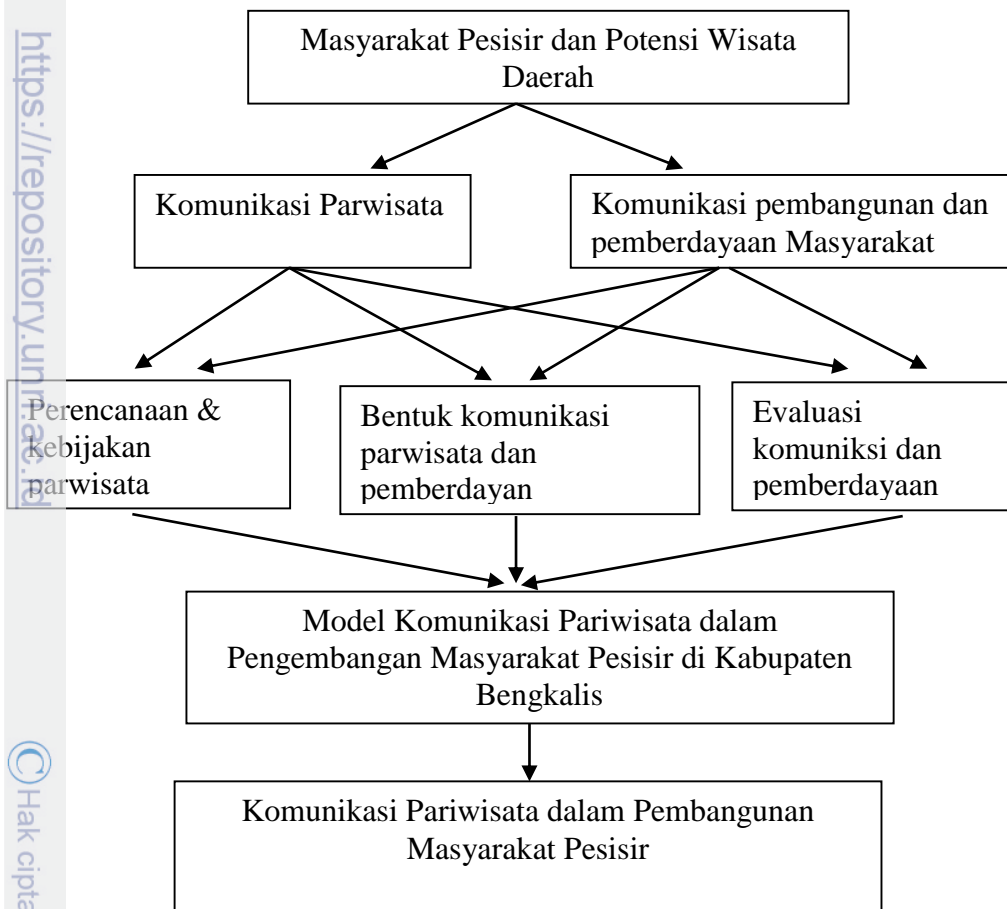 Masyarakat Pesisir dan Potensi Wisata
Daerah
Komunikasi Parwisata
Komunikasi pembangunan dan
pemberdayaan Masyarakat
Perencanaan &
kebijakan
parwisata
Bentuk komunikasi
parwisata dan
pemberdayan
Evaluasi
komuniksi dan
pemberdayaan
Model Komunikasi Pariwisata dalam
Pengembangan Masyarakat Pesisir di Kabupaten
Bengkalis
Komunikasi Pariwisata dalam Pembangunan
Masyarakat Pesisir
https://repository.unri.ac.id
©Hak cipta